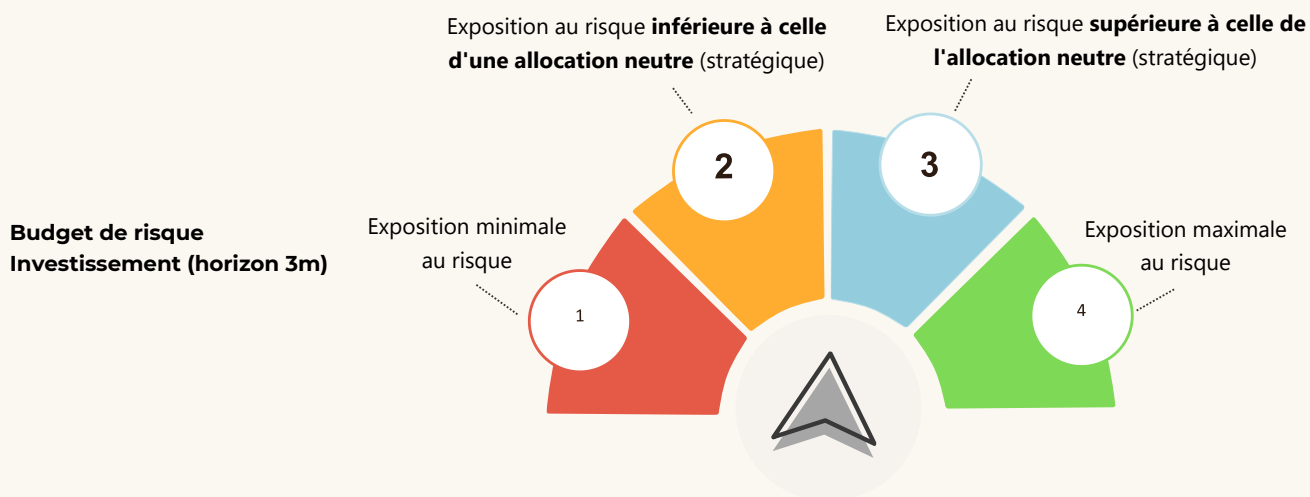 Exposition au risque inférieure à celle
d'une allocation neutre (stratégique)
Exposition au risque supérieure à celle de
l'allocation neutre (stratégique)
2
3
Budget de risque
Investissement (horizon 3m)
Exposition minimale
au risque
1
Exposition maximale
au risque
4